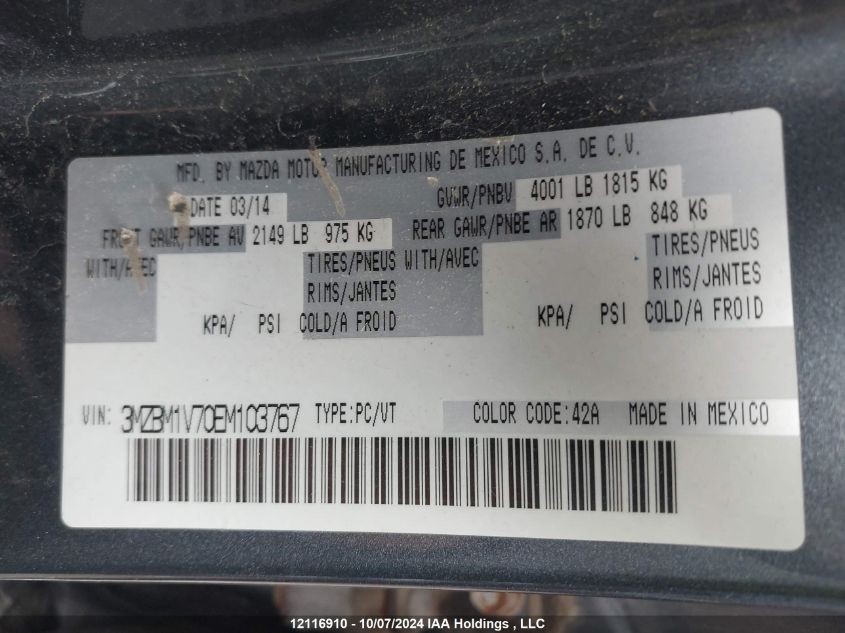 MFD. BY MAZDA MOTOR MANUFACTURING DE MEXICO S.A. DE C.V.
DATE 03/14 GVWR/PNBV 4001 LB 1815 KG
FRONT GAWR/PNBE AV 2149 LB 975 KG REAR GAWR/PNBE AR 1870 LB 848 KG
WITH/AVEC TIRES/PNEUS WITH/AVEC TIRES/PNEUS
RIMS/JANTES RIMS/JANTES
KPA/ PSI COLD/A FROID KPA/ PSI COLD/A FROID
VIN: 3MZBM1V70EM103767 TYPE:PC/VT COLOR CODE:42A MADE IN MEXICO
12116910 - 10/07/2024 IAA Holdings , LLC